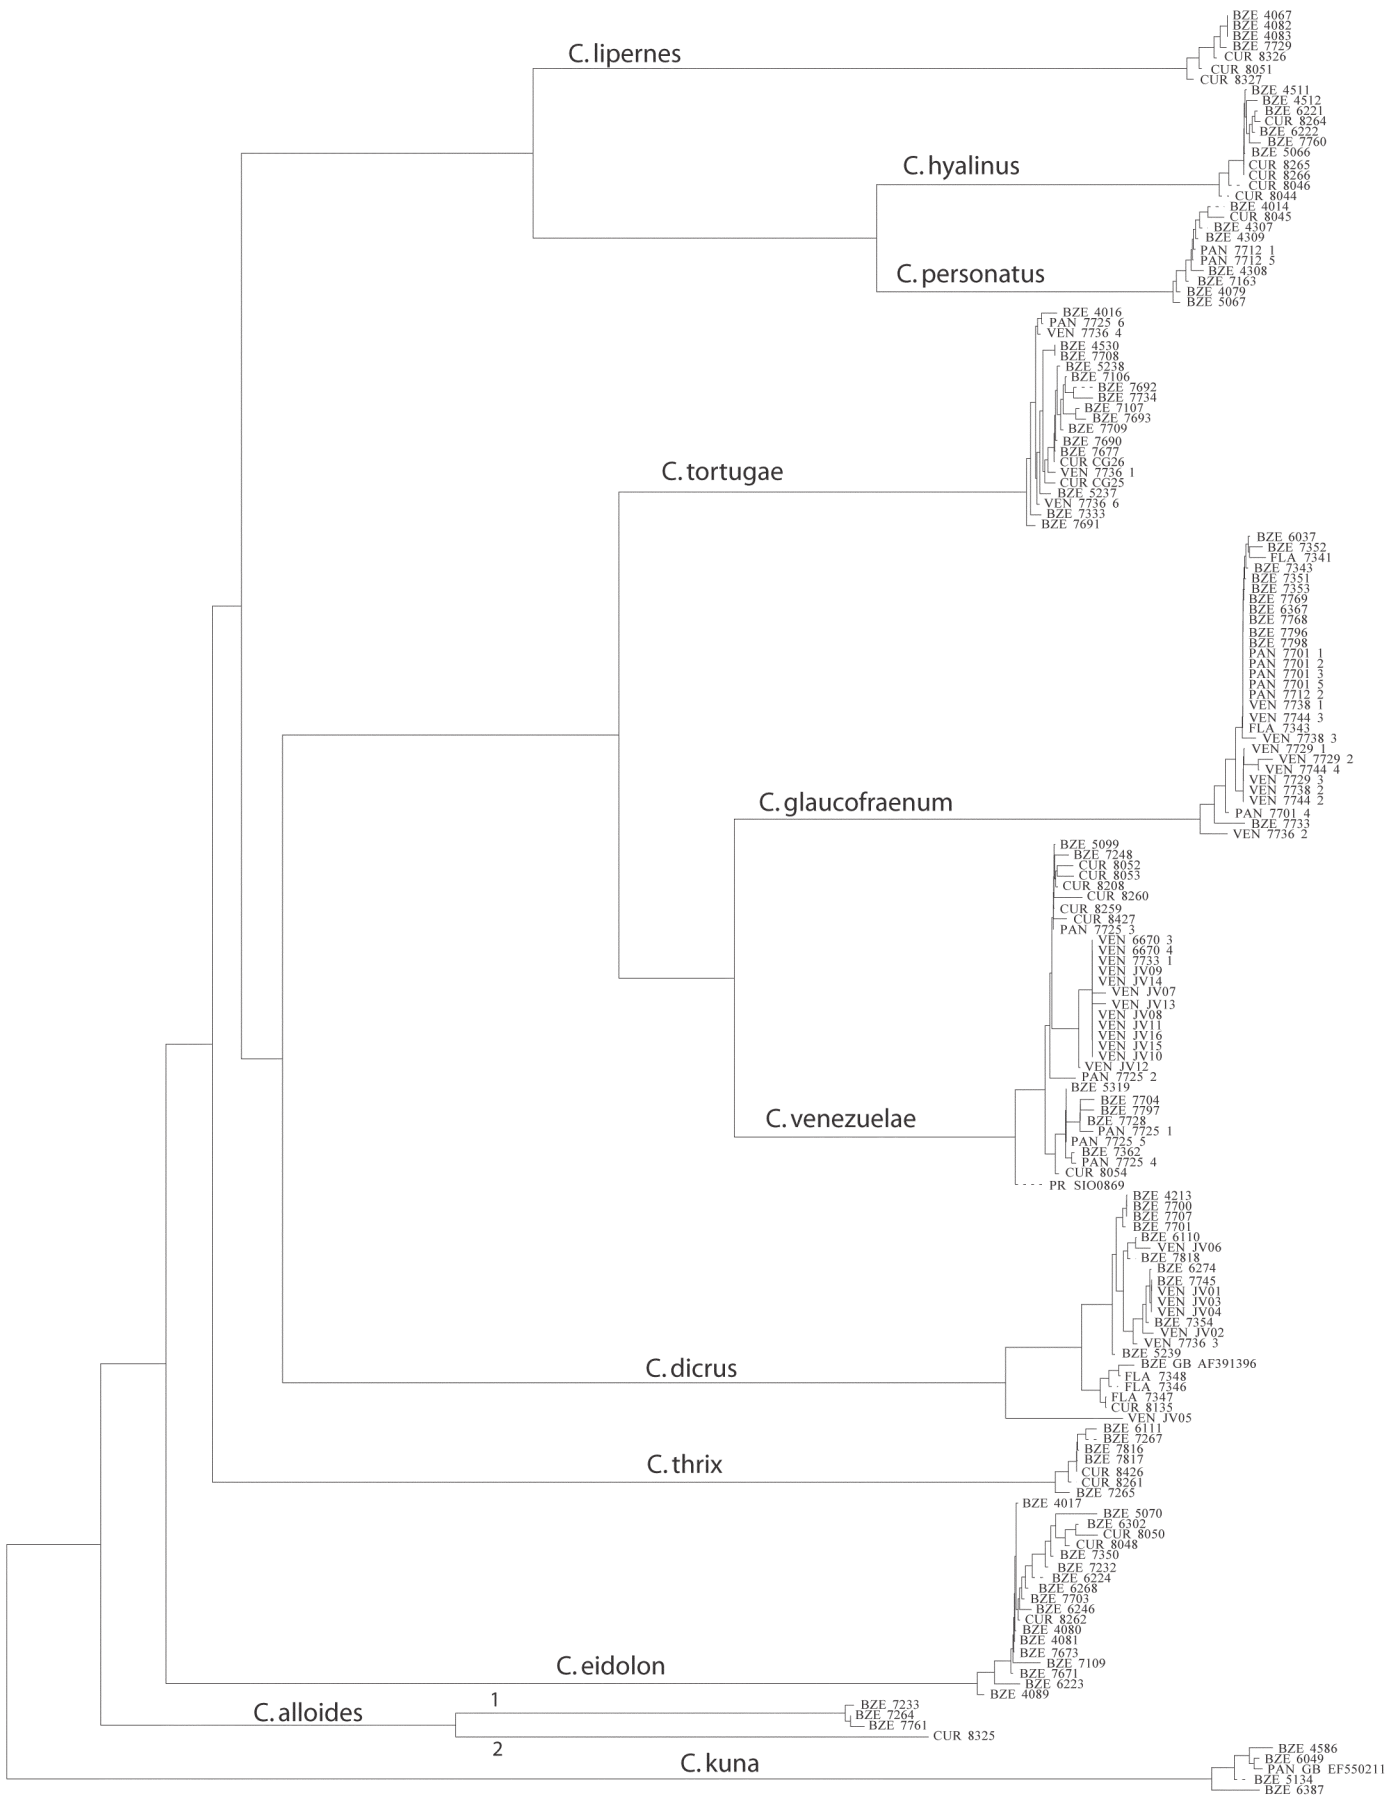 BZE 4067
BZE 4082
BZE 4083
BZE 7729
C. lipernes
CUR 8326
CUR 8051
CUR 8327
BZE 4511
BZE 4512
BZE 6221
CUR 8264
BZE 6222
BZE 7760
BZE 5066
C. hyalinus
CUR 8265
CUR 8266
CUR 8046
CUR 8044
BZE 4014
CUR 8045
BZE 4307
BZE 4309
PAN 7712 1
PAN 7712 5
C. personatus
BZE 4308
BZE 7163
BZE 4079
BZE 5067
BZE 4016
PAN 7725 6
VEN 7736 4
BZE 4530
BZE 7708
BZE 5238
BZE 7106
BZE 7692
BZE 7734
BZE 7107
BZE 7693
BZE 7709
BZE 7690
BZE 7677
CUR CG26
C. tortugae
VEN 7736 1
CUR CG25
BZE 5237
VEN 7736 6
BZE 7333
BZE 7691
BZE 6037
BZE 7352
FLA 7341
BZE 7343
BZE 7351
BZE 7353
BZE 7769
BZE 6367
BZE 7768
BZE 7796
BZE 7798
PAN 7701 1
PAN 7701 2
PAN 7701 3
PAN 7701 5
PAN 7712 2
VEN 7738 1
VEN 7744 3
FLA 7343
VEN 7738 3
VEN 7729 1
VEN 7729 2
VEN 7744 4
VEN 7729 3
VEN 7738 2
VEN 7744 2
C. glaucofraenum
PAN 7701 4
BZE 7733
VEN 7736 2
BZE 5099
BZE 7248
CUR 8052
CUR 8053
CUR 8208
CUR 8260
CUR 8259
CUR 8427
PAN 7725 3
VEN 6670 3
VEN 6670 4
VEN 7733 1
VEN JV09
VEN JV14
VEN JV07
VEN JV13
VEN JV08
VEN JV11
VEN JV16
VEN JV15
VEN JV10
VEN JV12
PAN 7725 2
BZE 5319
BZE 7704
BZE 7797
C. venezuelae
BZE 7728
PAN 7725 1
PAN 7725 5
BZE 7362
PAN 7725 4
CUR 8054
PR SIO0869
BZE 4213
BZE 7700
BZE 7707
BZE 7701
BZE 6110
VEN JV06
BZE 7818
BZE 6274
BZE 7745
VEN JV01
VEN JV03
VEN JV04
BZE 7354
VEN JV02
VEN 7736 3
BZE 5239
BZE GB AF391396
C. dicrus
FLA 7348
FLA 7346
FLA 7347
CUR 8135
VEN JV05
BZE 6111
BZE 7267
BZE 7816
BZE 7817
C. thrix
CUR 8426
CUR 8261
BZE 7265
BZE 4017
BZE 5070
BZE 6302
CUR 8050
CUR 8048
BZE 7350
BZE 7232
BZE 6224
BZE 6268
BZE 7703
BZE 6246
CUR 8262
BZE 4080
BZE 4081
BZE 7673
BZE 7109
C. eidolon
BZE 7671
BZE 6223
BZE 4089
1
BZE 7233
C. alloides
BZE 7264
BZE 7761
CUR 8325
2
BZE 4586
BZE 6049
C. kuna
PAN GB EF550211
BZE 5134
BZE 6387